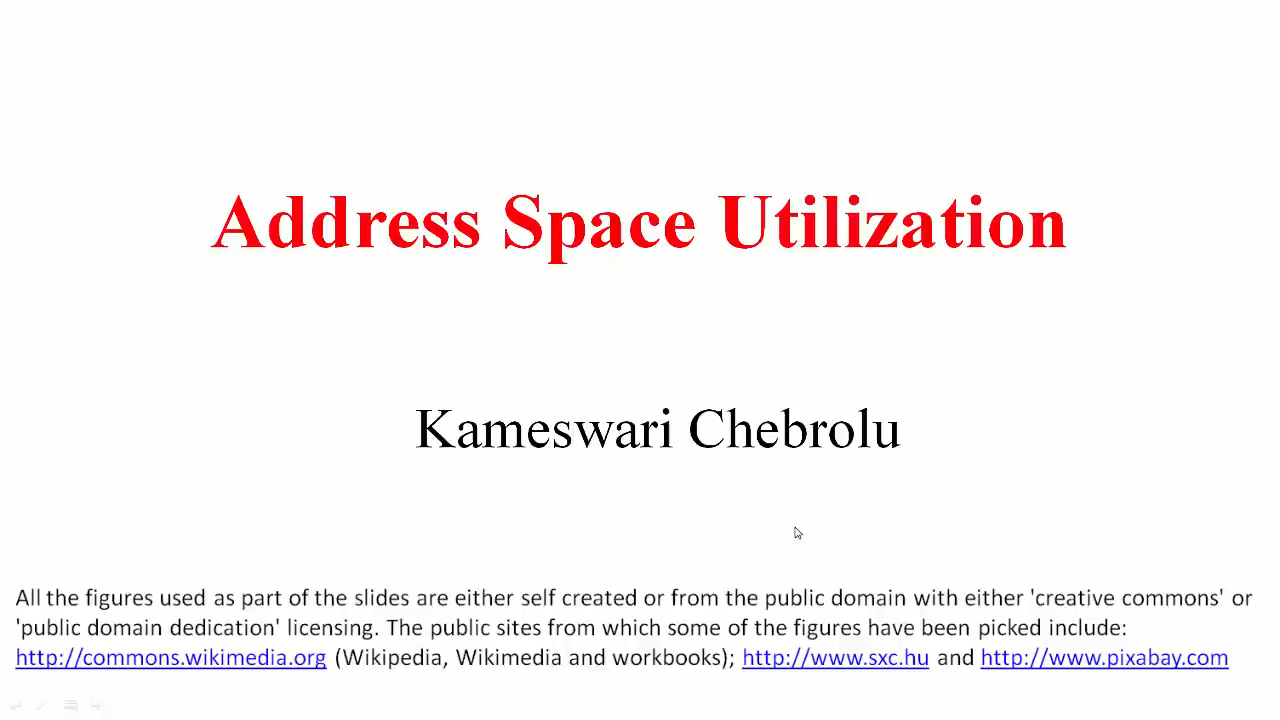 Address Space Utilization
Kameswari Chebrolu
All the figures used as part of the slides are either self created or from the public domain with either 'creative commons' or
'public domain dedication' licensing. The public sites from which some of the figures have been picked include:
http://commons.wikimedia.org (Wikipedia, Wikimedia and workbooks); http://www.sxc.hu and http://www.pixabay.com